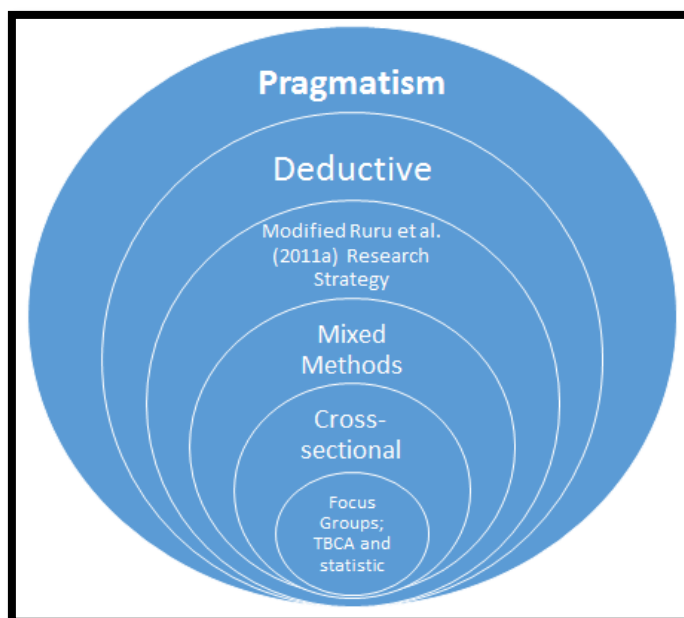 Pragmatism
Deductive
Modified Ruru et al.
(2011a) Research
Strategy
Mixed
Methods
Cross-
sectional
Focus
Groups;
TBCA and
statistic